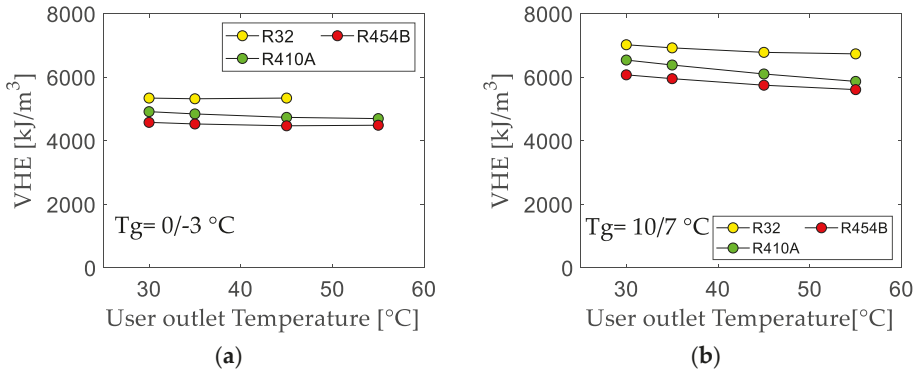 8000
6000
4000
2000
0
VHE [kJ/m³]
R32 R454B
R410A
Tg= 0/-3 °C
30 40 50 60
User outlet Temperature [°C]
(a)
8000
6000
4000
2000
0
VHE [kJ/m³]
Tg= 10/7 °C
R32 R454B
R410A
30 40 50 60
User outlet Temperature[°C]
(b)